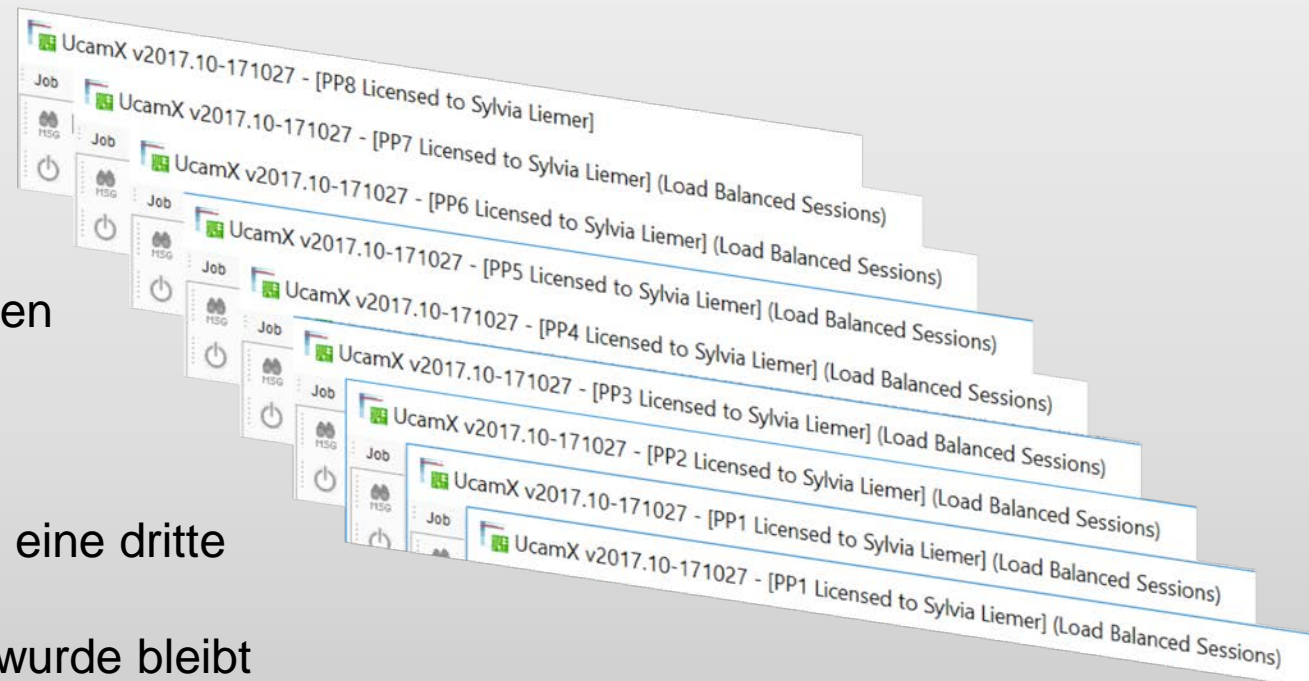 UcamX v2017.10-171027 - [PP8 Licensed to Sylvia Liemer]
Job
MSG
UcamX v2017.10-171027 - [PP7 Licensed to Sylvia Liemer] (Load Balanced Sessions)
Job
MSG
UcamX v2017.10-171027 - [PP6 Licensed to Sylvia Liemer] (Load Balanced Sessions)
Job
MSG
UcamX v2017.10-171027 - [PP5 Licensed to Sylvia Liemer] (Load Balanced Sessions)
Job
MSG
UcamX v2017.10-171027 - [PP4 Licensed to Sylvia Liemer] (Load Balanced Sessions)
Job
MSG
UcamX v2017.10-171027 - [PP3 Licensed to Sylvia Liemer] (Load Balanced Sessions)
Job
MSG
UcamX v2017.10-171027 - [PP2 Licensed to Sylvia Liemer] (Load Balanced Sessions)
Job
MSG
UcamX v2017.10-171027 - [PP1 Licensed to Sylvia Liemer] (Load Balanced Sessions)
Job
UcamX v2017.10-171027 - [PP1 Licensed to Sylvia Liemer] (Load Balanced Sessions)
en
eine dritte
wurde bleibt